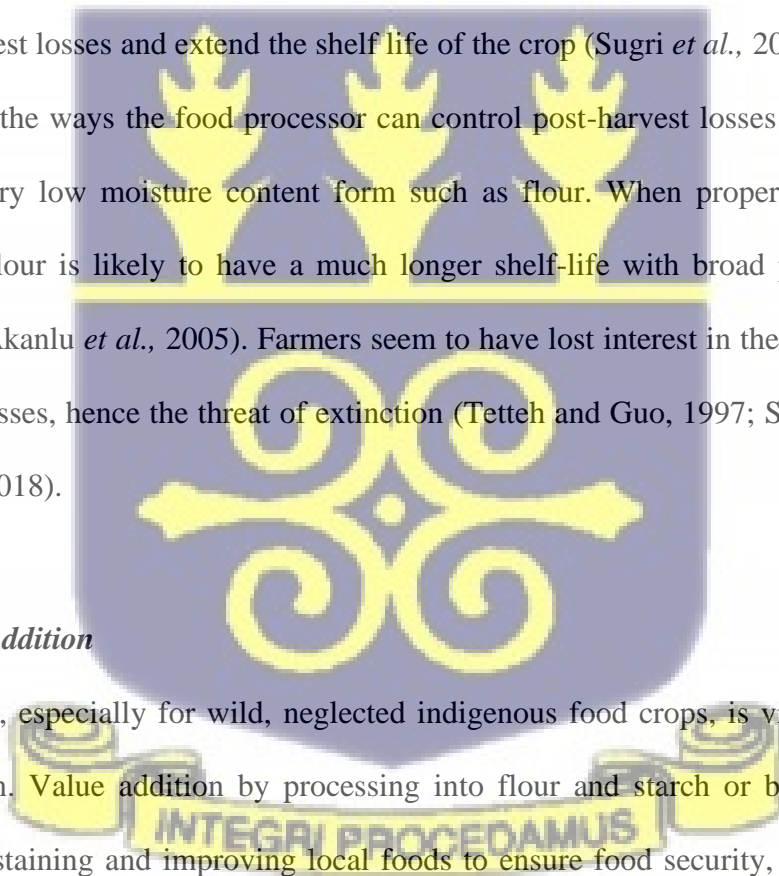 est losses and extend the shelf life of the crop (Sugri et al., 20
the ways the food processor can control post-harvest losses
ry low moisture content form such as flour. When proper
lour is likely to have a much longer shelf-life with broad
kanlu et al., 2005). Farmers seem to have lost interest in the
sses, hence the threat of extinction (Tetteh and Guo, 1997; S
018).
ddition
, especially for wild, neglected indigenous food crops, is v
n. Value addition by processing into flour and starch or b
staining and improving local foods to ensure food security,
INTEGRI PROCEDAMUS